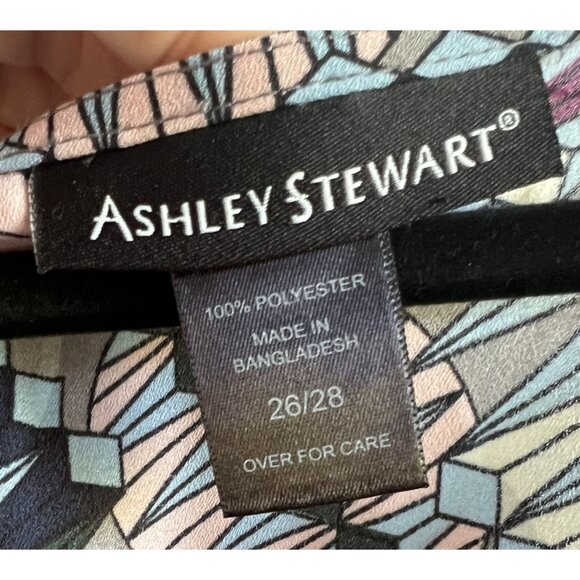 ASHLEY STEWART®
100% POLYESTER
MADE IN
BANGLADESH
26/28
OVER FOR CARE